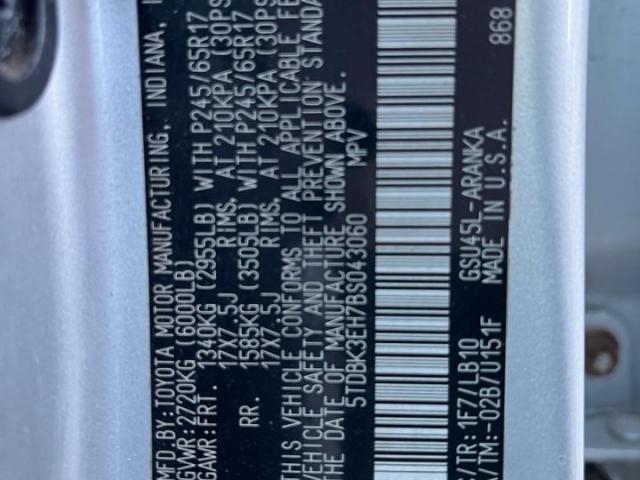 MFD.BY:TOYOTA MOTOR MANUFACTURING, INDIANA,
GVWR:2720KG (6000LB)
GAWR:FRT. 1340KG (2955LB) WITH P245/65R17
17X7.5J RIMS, AT 210KPA (30PS
RR. 1585KG (3505LB) WITH P245/65R17
17X7.5J RIMS, AT 210KPA (30PS
THIS VEHICLE CONFORMS TO ALL APPLICABLE FE
VEHICLE SAFETY AND THEFT PREVENTION STANDA
THE DATE OF MANUFACTURE SHOWN ABOVE.
5TDBK3EH7BS043060 MPV
868
C/TR:1F7/LB10 GSU45L-ARANKA
A/TM:-02B/U151F MADE IN U.S.A.